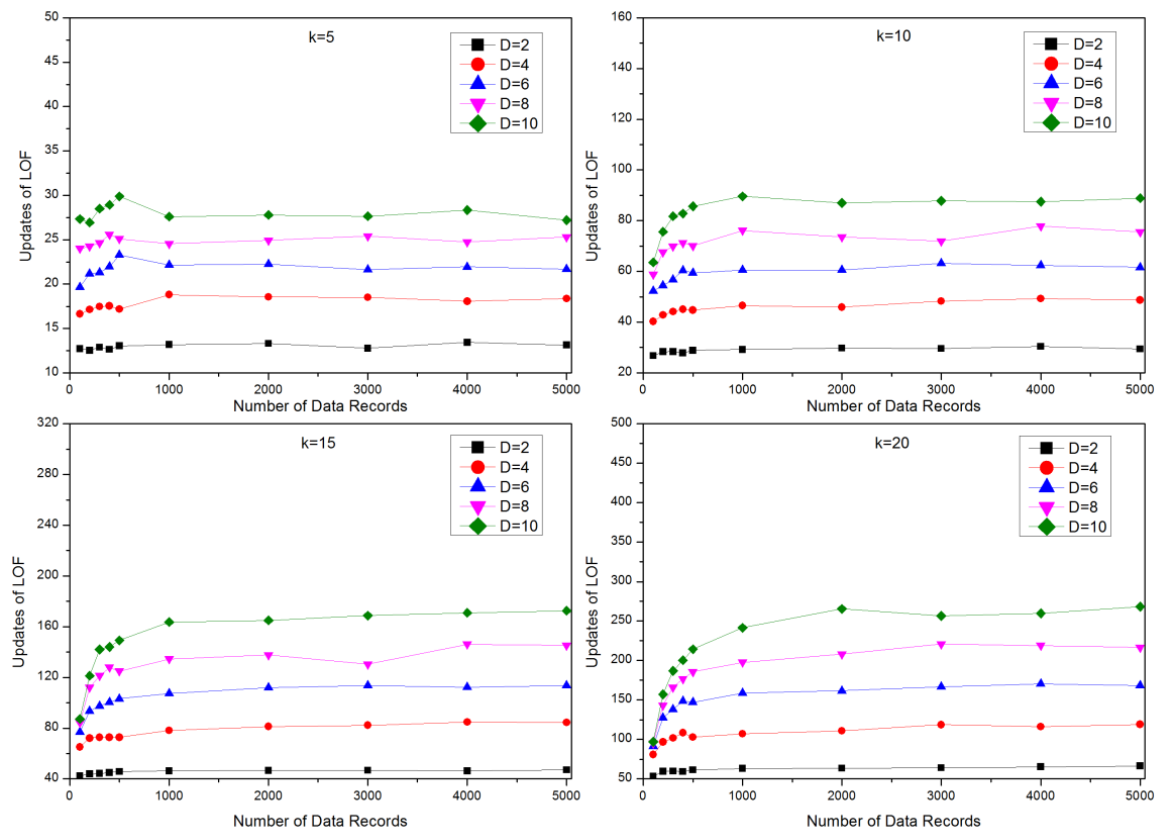 k=5
D=2
D=4
D=6
D=8
D=10
Updates of LOF
50
45
40
35
30
25
20
15
10
0 1000 2000 3000 4000 5000
Number of Data Records
k=10
D=2
D=4
D=6
D=8
D=10
Updates of LOF
160
140
120
100
80
60
40
20
0 1000 2000 3000 4000 5000
Number of Data Records
k=15
D=2
D=4
D=6
D=8
D=10
Updates of LOF
320
280
240
200
160
120
80
40
0 1000 2000 3000 4000 5000
Number of Data Records
k=20
D=2
D=4
D=6
D=8
D=10
Updates of LOF
500
450
400
350
300
250
200
150
100
50
0 1000 2000 3000 4000 5000
Number of Data Records